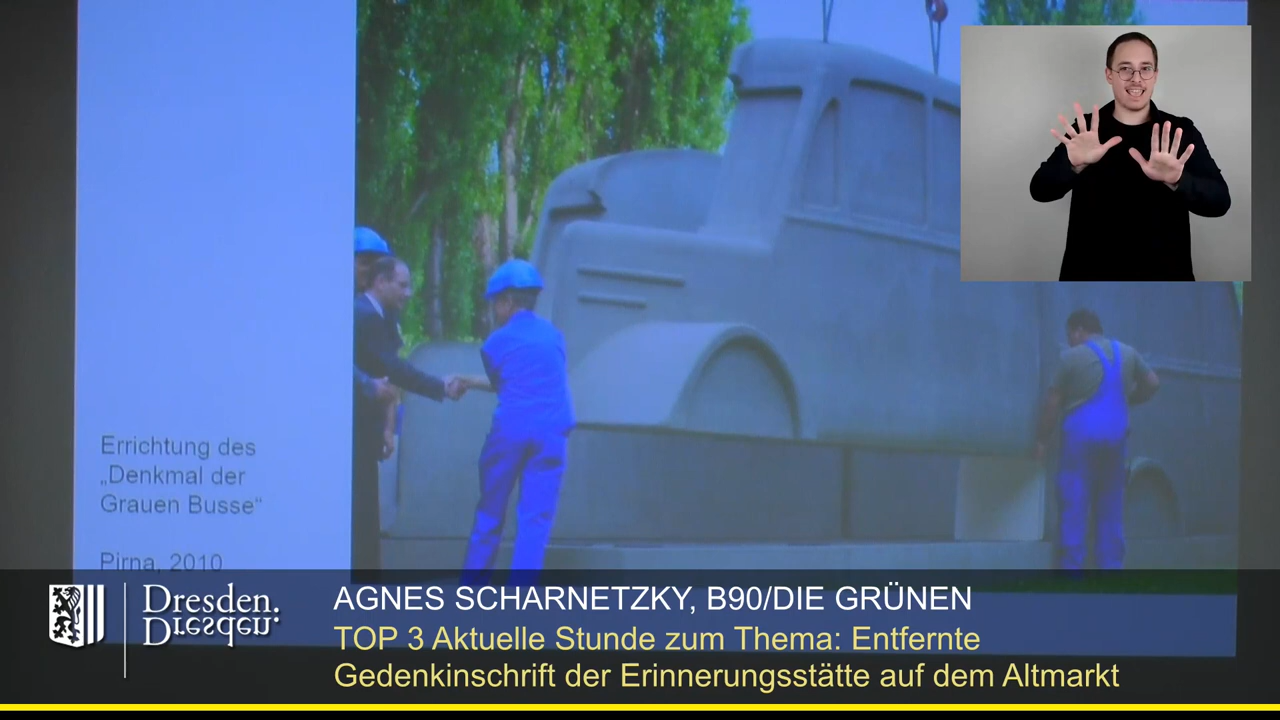 Errichtung des
„Denkmal der
Grauen Busse“
Pirna, 2010
Dresden.
Dresden.
AGNES SCHARNETZKY, B90/DIE GRÜNEN
TOP 3 Aktuelle Stunde zum Thema: Entfernte
Gedenkinschrift der Erinnerungsstätte auf dem Altmarkt